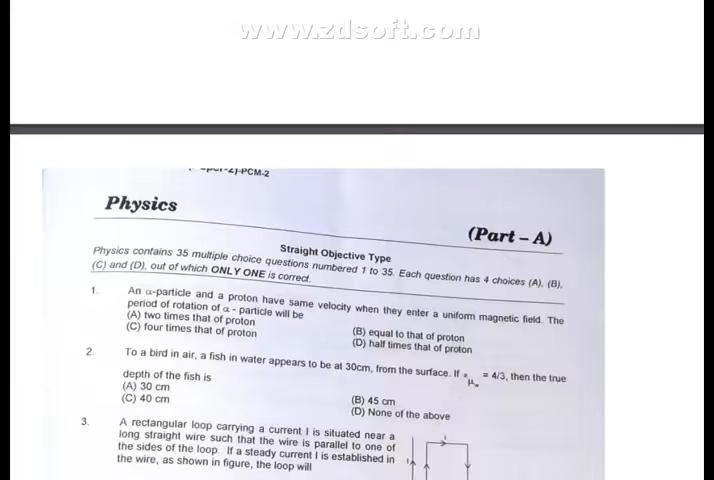 www.zdsoft.com
2)-PCM-2
Physics
(Part – A)
Straight Objective Type
Physics contains 35 multiple choice questions numbered 1 to 35. Each question has 4 choices (A), (B),
(C) and (D), out of which ONLY ONE is correct.
1. An α-particle and a proton have same velocity when they enter a uniform magnetic field. The
period of rotation of α - particle will be
(A) two times that of proton (B) equal to that of proton
(C) four times that of proton (D) half times that of proton
2. To a bird in air, a fish in water appears to be at 30cm, from the surface. If ᵃμw = 4/3, then the true
depth of the fish is
(A) 30 cm (B) 45 cm
(C) 40 cm (D) None of the above
3. A rectangular loop carrying a current I is situated near a
long straight wire such that the wire is parallel to one of
the sides of the loop. If a steady current I is established in
the wire, as shown in figure, the loop will